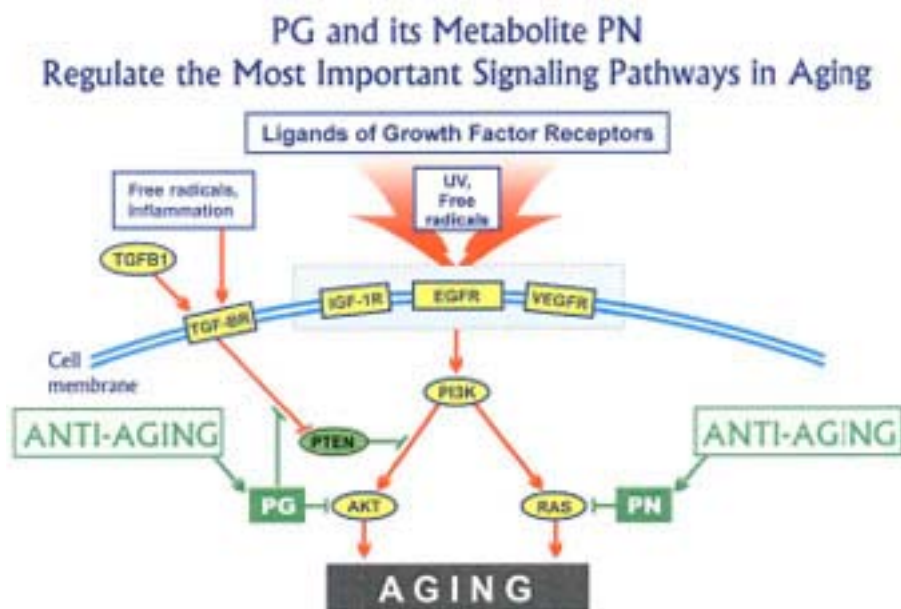 PG and its Metabolite PN
Regulate the Most Important Signaling Pathways in Aging
Ligands of Growth Factor Receptors
Free radicals,
Inflammation
UV,
Free
radicals
TGFB1
TGF-BR
IGF-1R
EGFR
VEGFR
Cell
membrane
PI3K
ANTI-AGING
PTEN
ANTI-AGING
PG
AKT
RAS
PN
AGING